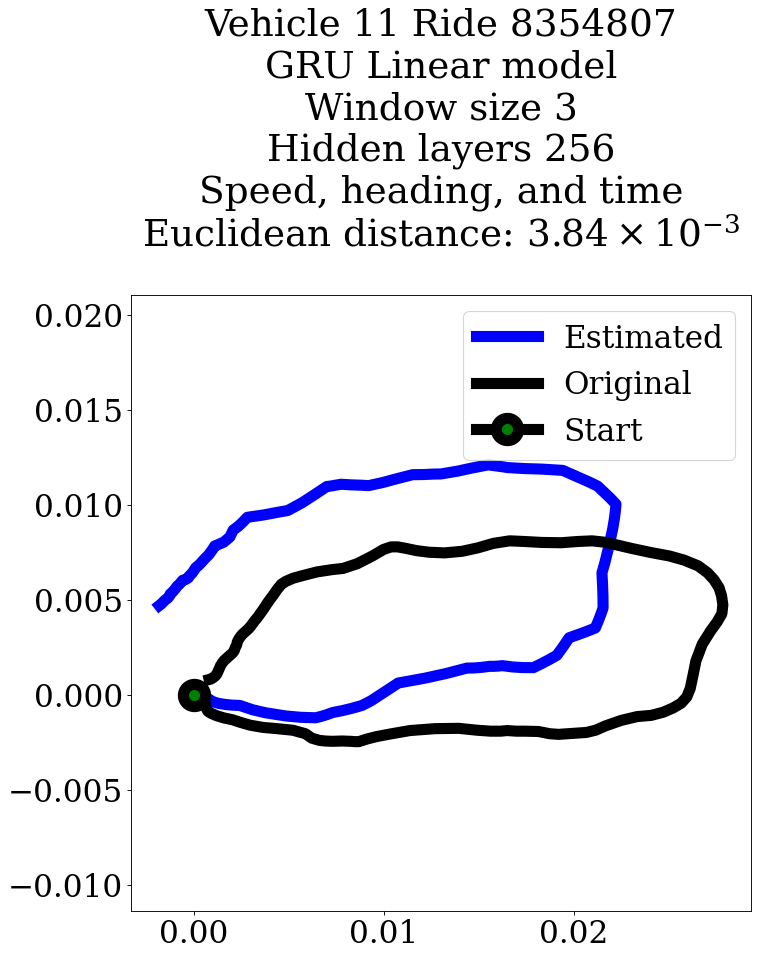 Vehicle 11 Ride 8354807
GRU Linear model
Window size 3
Hidden layers 256
Speed, heading, and time
Euclidean distance: 3.84 × 10⁻³
Estimated
Original
Start
0.020
0.015
0.010
0.005
0.000
−0.005
−0.010
0.00 0.01 0.02